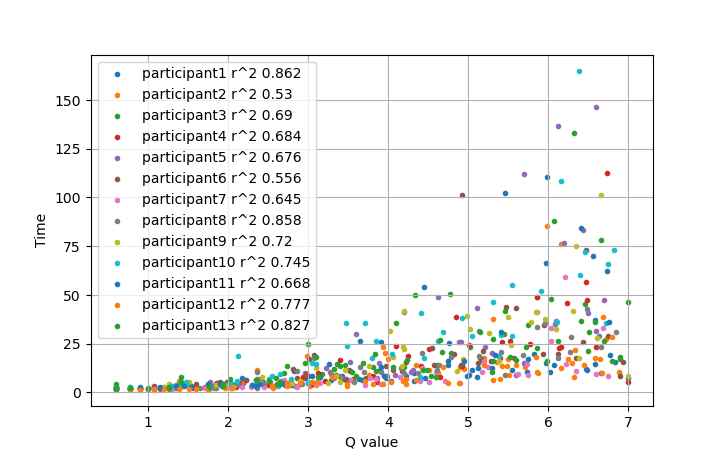 participant1 r^2 0.862
participant2 r^2 0.53
participant3 r^2 0.69
participant4 r^2 0.684
participant5 r^2 0.676
participant6 r^2 0.556
participant7 r^2 0.645
participant8 r^2 0.858
participant9 r^2 0.72
participant10 r^2 0.745
participant11 r^2 0.668
participant12 r^2 0.777
participant13 r^2 0.827
Time
150
125
100
75
50
25
0
1 2 3 4 5 6 7
Q value